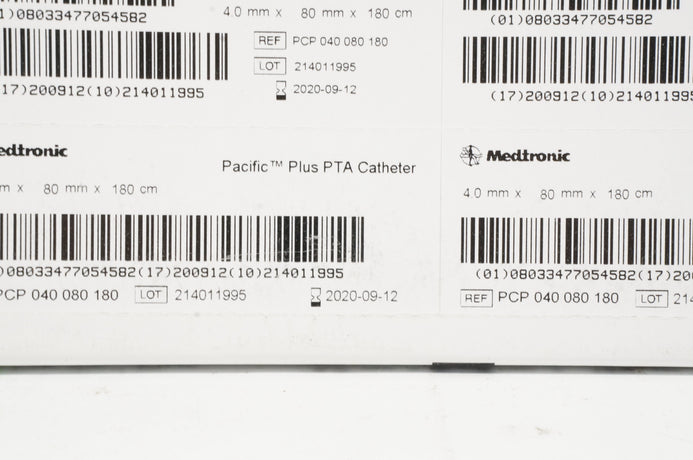 1)08033477054582
4.0 mm x 80 mm x 180 cm
REF PCP 040 080 180
LOT 214011995
2020-09-12
17)200912(10)214011995
(01)08033477054582
(17)200912(10)214011995
edtronic
Pacific™ Plus PTA Catheter
m x 80 mm x 180 cm
)08033477054582(17)200912(10)214011995
PCP 040 080 180 LOT 214011995 2020-09-12
Medtronic
4.0 mm x 80 mm x 180 cm
(01)08033477054582(17)20
REF PCP 040 080 180 LOT 214